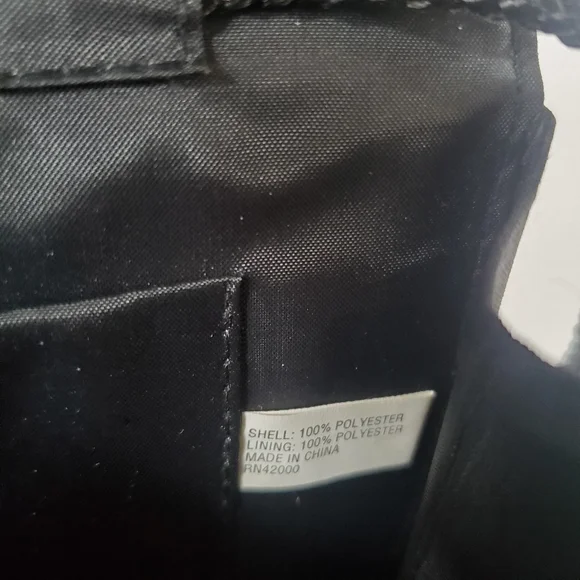 SHELL: 100% POLYESTER
LINING: 100% POLYESTER
MADE IN CHINA
RN42000